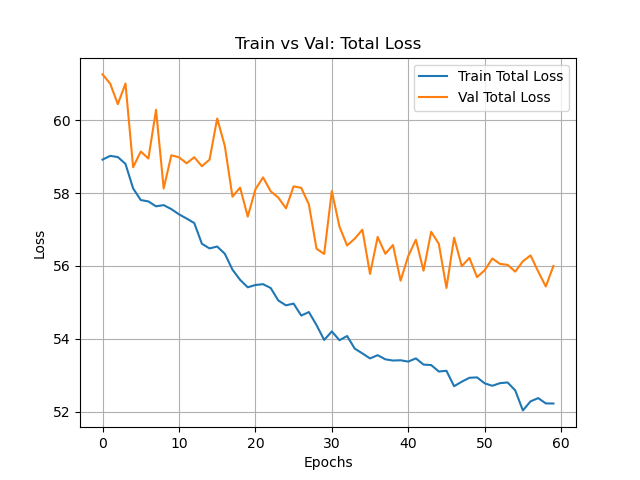 Train vs Val: Total Loss
Train Total Loss
Val Total Loss
Loss
60
58
56
54
52
0 10 20 30 40 50 60
Epochs